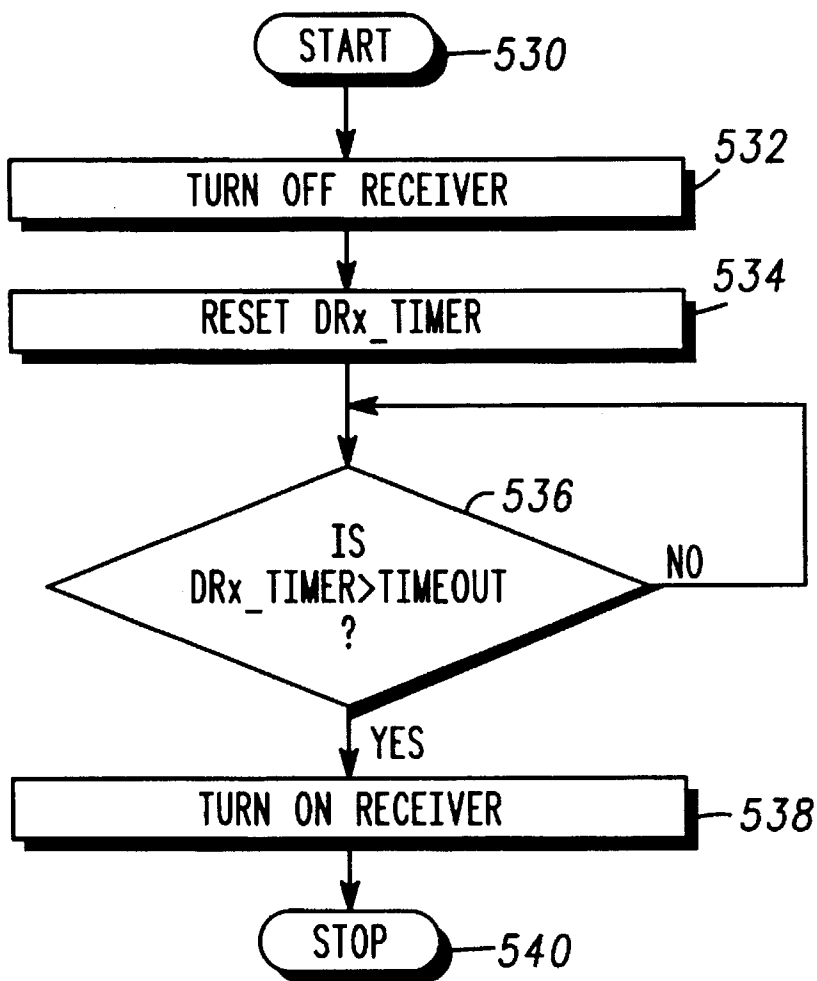 START
530
TURN OFF RECEIVER
532
RESET DRx_TIMER
534
536
IS
DRx_TIMER>TIMEOUT
?
NO
YES
TURN ON RECEIVER
538
STOP
540